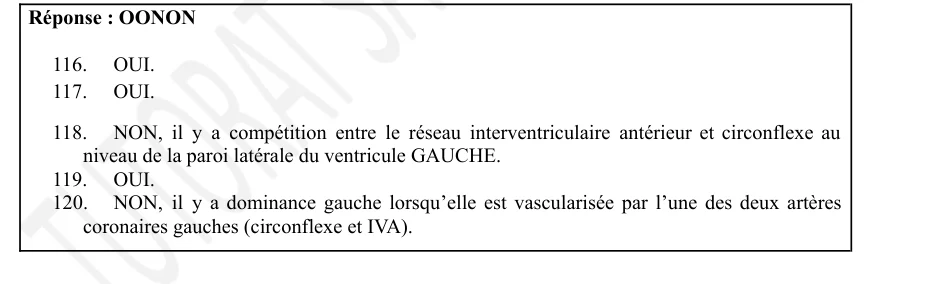 Réponse : OONON
116. OUI.
117. OUI.
118. NON, il y a compétition entre le réseau interventriculaire antérieur et circonflexe au
niveau de la paroi latérale du ventricule GAUCHE.
119. OUI.
120. NON, il y a dominance gauche lorsqu’elle est vascularisée par l’une des deux artères
coronaires gauches (circonflexe et IVA).
TUTORAT